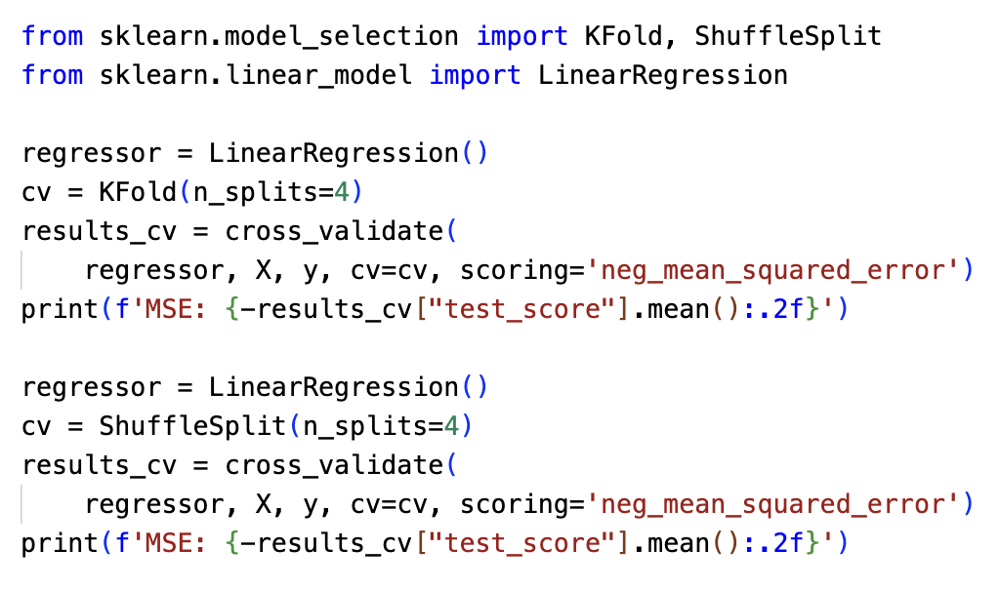 from sklearn.model_selection import KFold, ShuffleSplit
from sklearn.linear_model import LinearRegression

regressor = LinearRegression()
cv = KFold(n_splits=4)
results_cv = cross_validate(
    regressor, X, y, cv=cv, scoring='neg_mean_squared_error')
print(f'MSE: {-results_cv["test_score"].mean():.2f}')

regressor = LinearRegression()
cv = ShuffleSplit(n_splits=4)
results_cv = cross_validate(
    regressor, X, y, cv=cv, scoring='neg_mean_squared_error')
print(f'MSE: {-results_cv["test_score"].mean():.2f}')